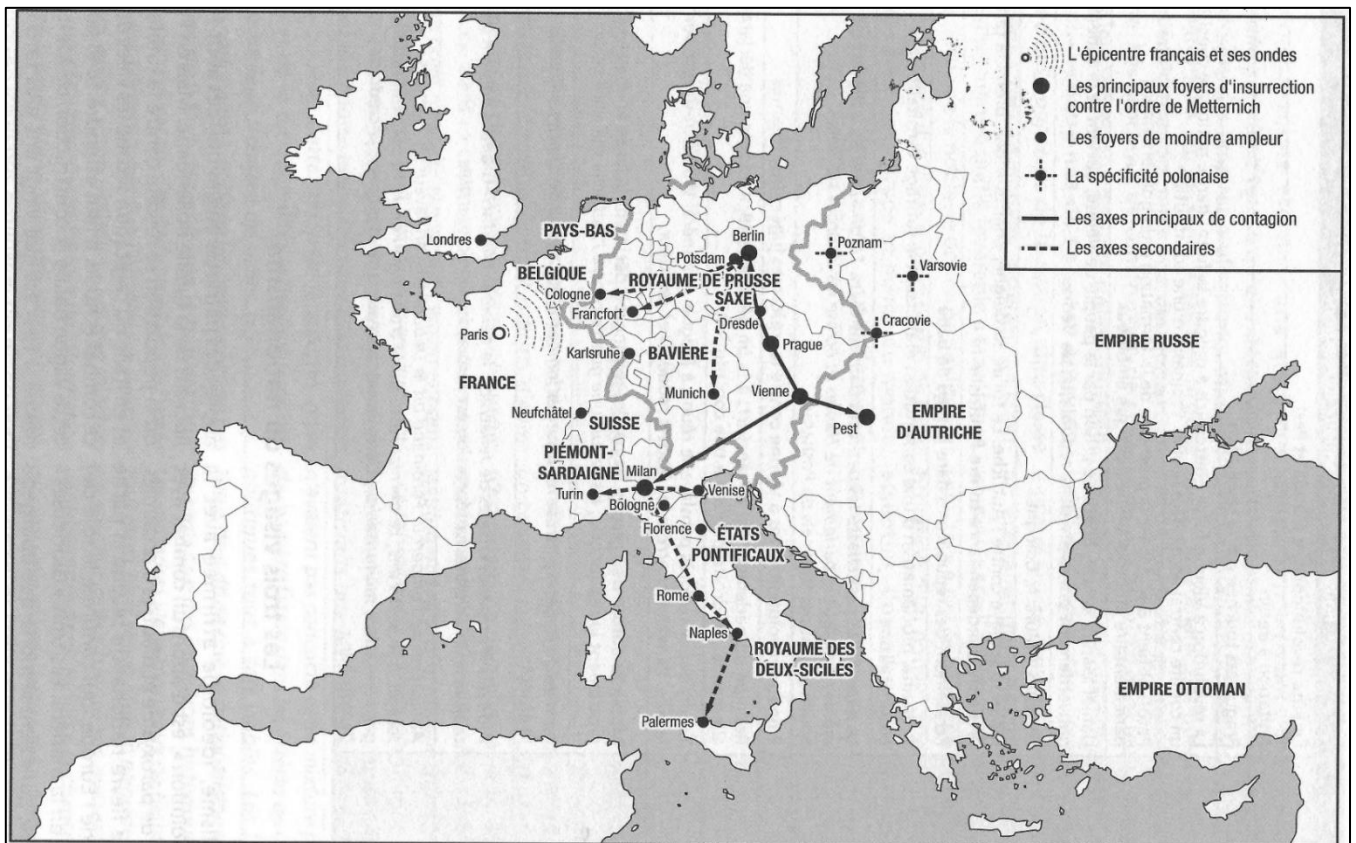 L'épicentre français et ses ondes
Les principaux foyers d'insurrection
contre l'ordre de Metternich
Les foyers de moindre ampleur
La spécificité polonaise
Les axes principaux de contagion
Les axes secondaires
Londres
PAYS-BAS
BELGIQUE
Cologne
Francfort
Paris
Karlsruhe
FRANCE
Neufchâtel
SUISSE
Berlin
Potsdam
ROYAUME DE PRUSSE
SAXE
Dresde
Prague
BAVIÈRE
Munich
Vienne
Poznam
Varsovie
Cracovie
EMPIRE RUSSE
Pest
EMPIRE
D'AUTRICHE
PIÉMONT-
SARDAIGNE
Milan
Turin
Venise
Bologne
Florence
ÉTATS
PONTIFICAUX
Rome
Naples
ROYAUME DES
DEUX-SICILES
Palermes
EMPIRE OTTOMAN